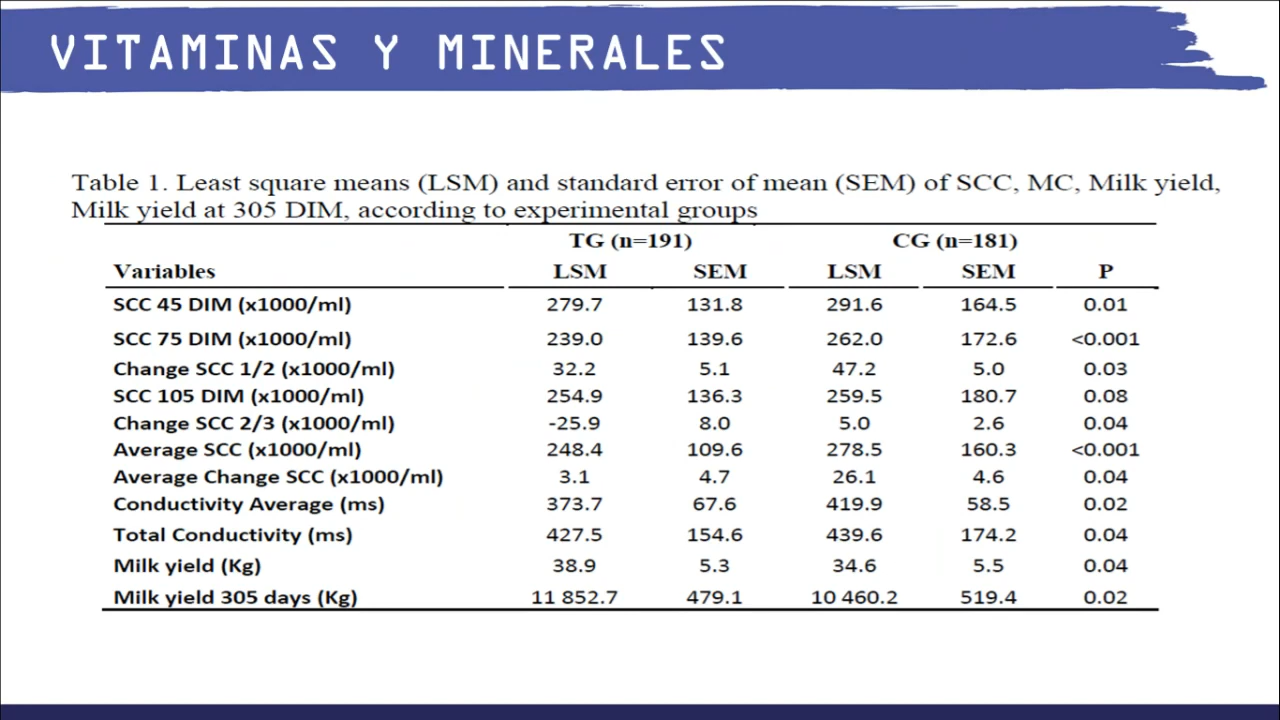 VITAMINAS Y MINERALES
Table 1. Least square means (LSM) and standard error of mean (SEM) of SCC, MC, Milk yield,
Milk yield at 305 DIM, according to experimental groups
TG (n=191) CG (n=181)
Variables LSM SEM LSM SEM P
SCC 45 DIM (x1000/ml) 279.7 131.8 291.6 164.5 0.01
SCC 75 DIM (x1000/ml) 239.0 139.6 262.0 172.6 <0.001
Change SCC 1/2 (x1000/ml) 32.2 5.1 47.2 5.0 0.03
SCC 105 DIM (x1000/ml) 254.9 136.3 259.5 180.7 0.08
Change SCC 2/3 (x1000/ml) -25.9 8.0 5.0 2.6 0.04
Average SCC (x1000/ml) 248.4 109.6 278.5 160.3 <0.001
Average Change SCC (x1000/ml) 3.1 4.7 26.1 4.6 0.04
Conductivity Average (ms) 373.7 67.6 419.9 58.5 0.02
Total Conductivity (ms) 427.5 154.6 439.6 174.2 0.04
Milk yield (Kg) 38.9 5.3 34.6 5.5 0.04
Milk yield 305 days (Kg) 11 852.7 479.1 10 460.2 519.4 0.02